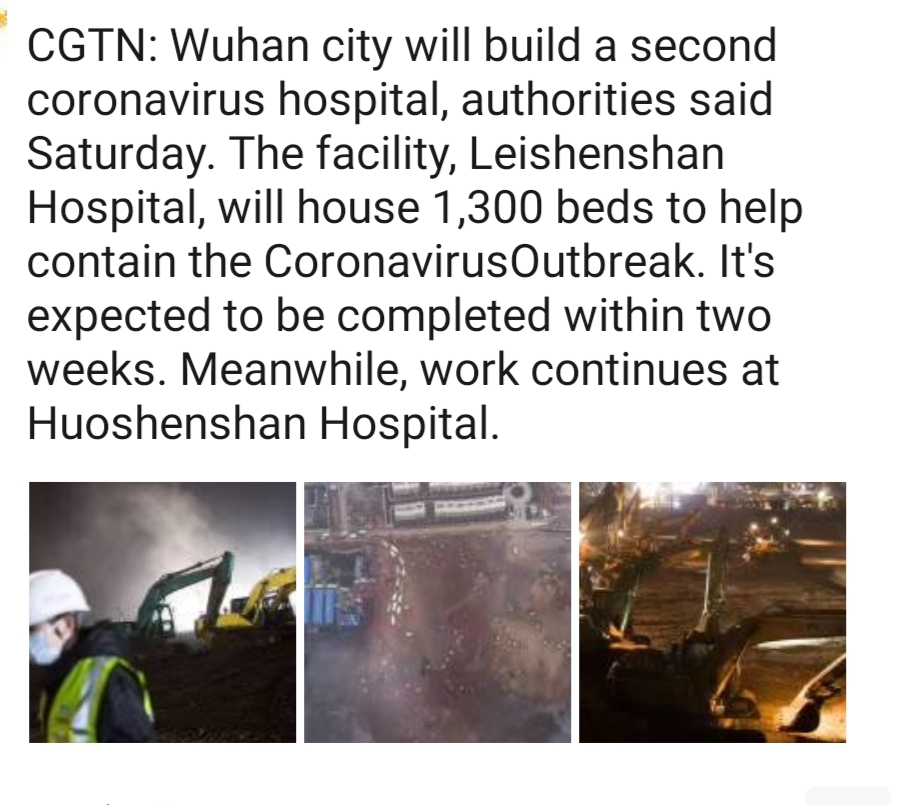 CGTN: Wuhan city will build a second
coronavirus hospital, authorities said
Saturday. The facility, Leishenshan
Hospital, will house 1,300 beds to help
contain the CoronavirusOutbreak. It's
expected to be completed within two
weeks. Meanwhile, work continues at
Huoshenshan Hospital.